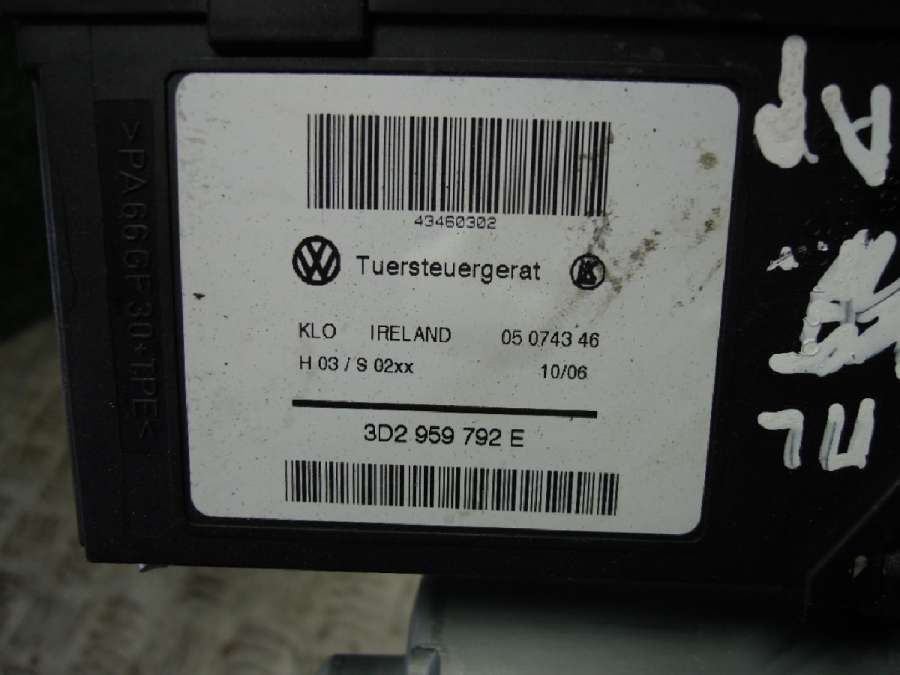 43460302
Tuersteuergerat
KLO IRELAND 05 0743 46
H 03 / S 02xx 10/06
3D2 959 792 E
>PA66GF30+TPE<